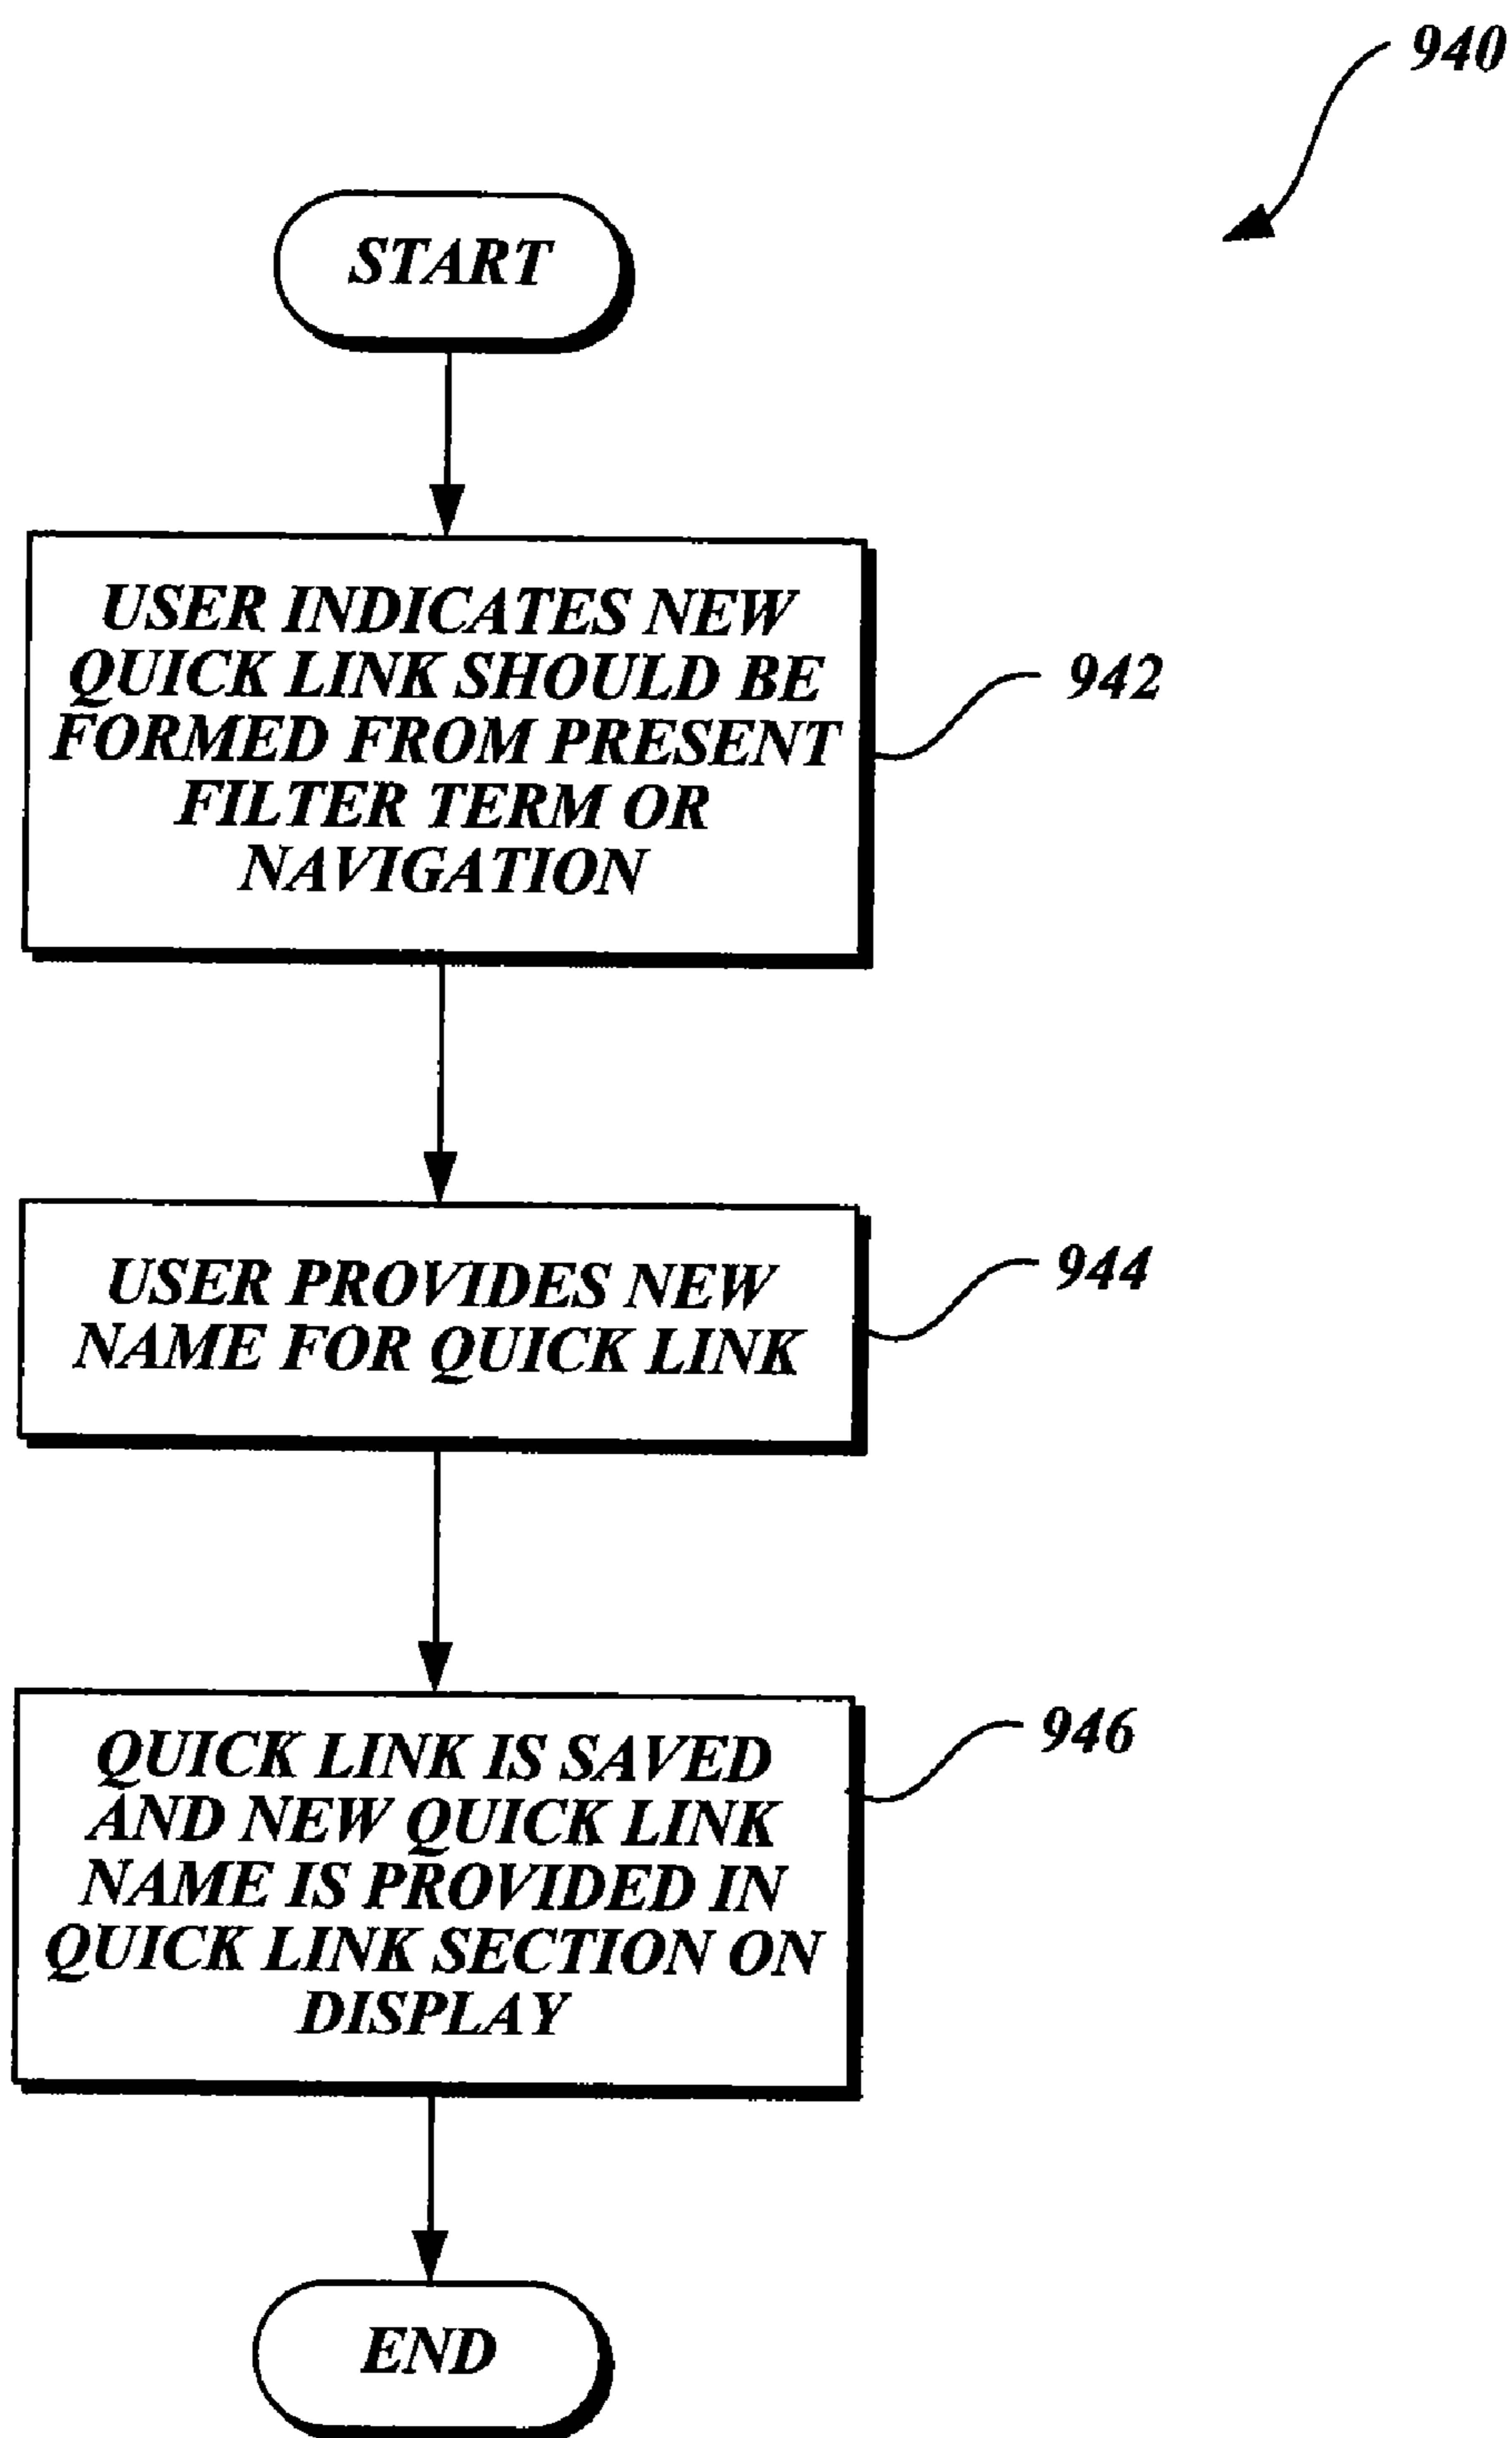 940
START
USER INDICATES NEW
QUICK LINK SHOULD BE
FORMED FROM PRESENT
FILTER TERM OR
NAVIGATION
942
USER PROVIDES NEW
NAME FOR QUICK LINK
944
QUICK LINK IS SAVED
AND NEW QUICK LINK
NAME IS PROVIDED IN
QUICK LINK SECTION ON
DISPLAY
946
END